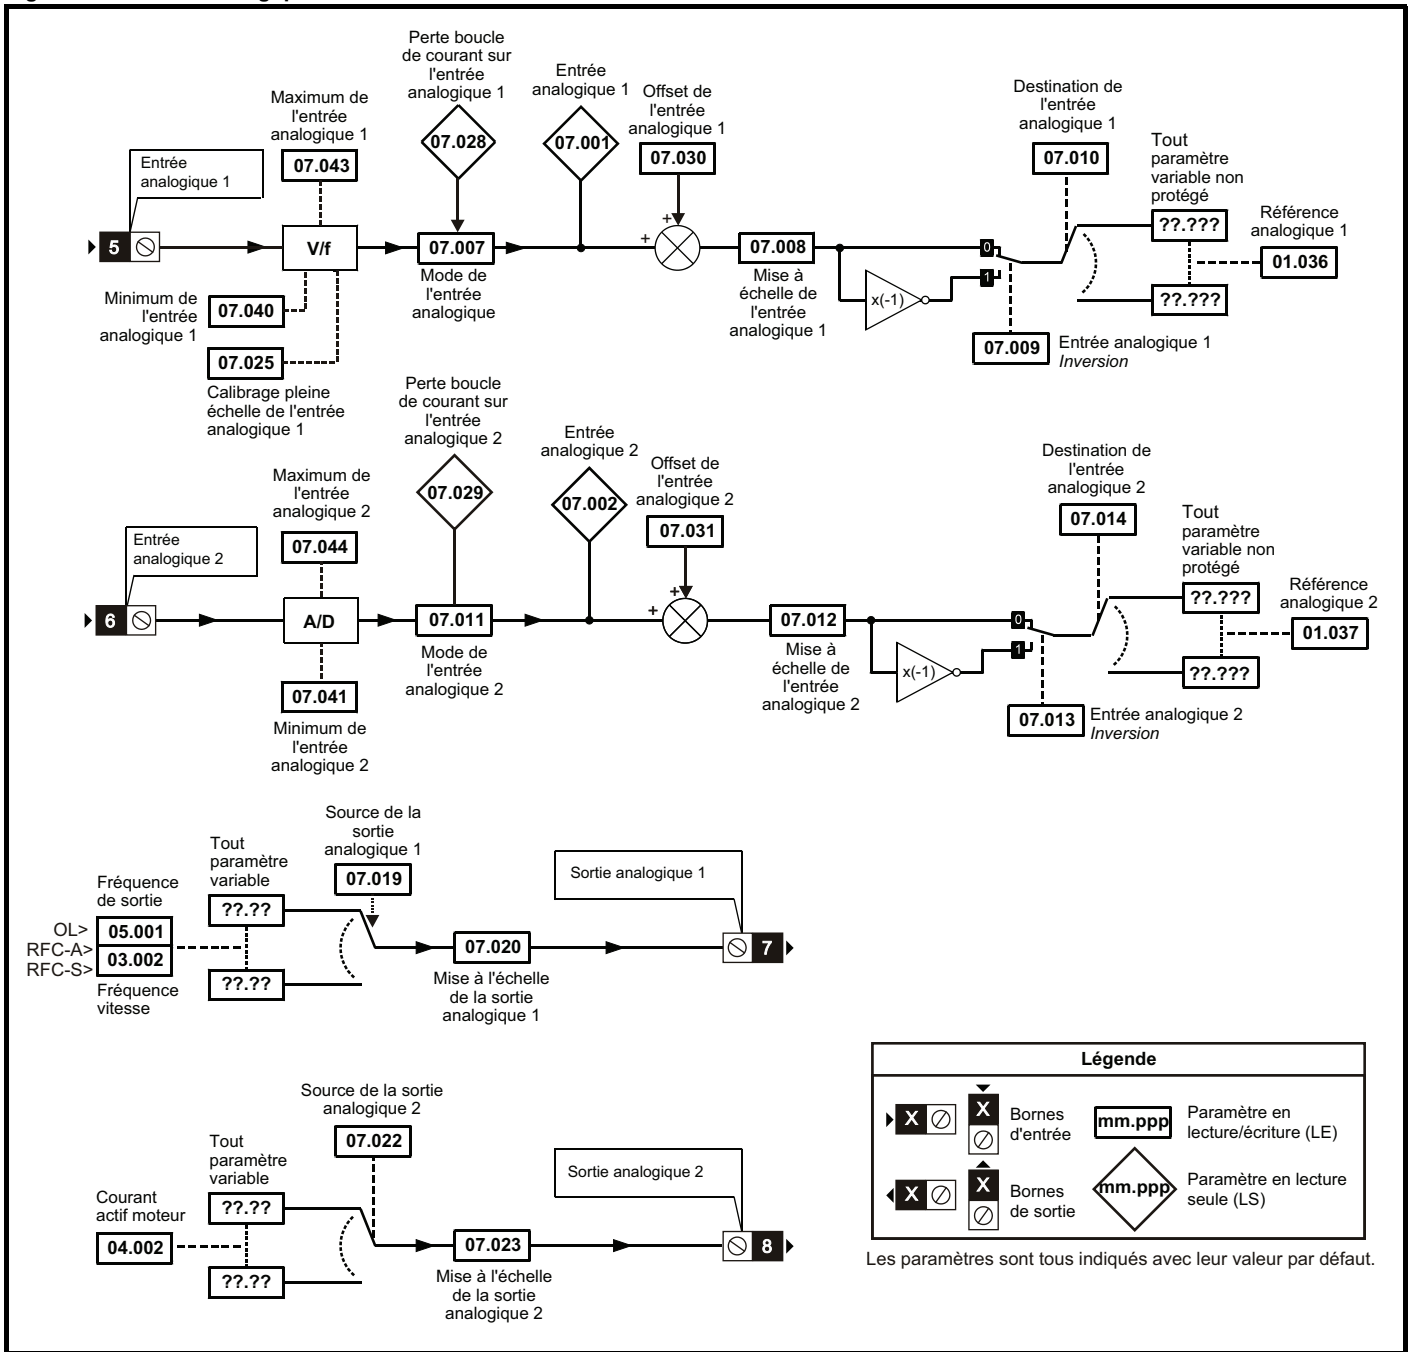 Perte boucle
de courant sur
l'entrée
analogique 1
Entrée
analogique 1
Offset de
l'entrée
analogique 1
Maximum de
l'entrée
analogique 1
Destination de
l'entrée
analogique 1
Tout
paramètre
variable non
protégé
Référence
analogique 1
Entrée
analogique 1
07.043
07.028
07.001
07.030
07.010
??.???
01.036
??.???
5
V/f
07.007
+
+
07.008
0
1
x(-1)
Mode de
l'entrée
analogique
Mise à
échelle de
l'entrée
analogique 1
Minimum de
l'entrée
analogique 1
07.040
07.025
Calibrage pleine
échelle de l'entrée
analogique 1
07.009
Entrée analogique 1
Inversion
Perte boucle
de courant sur
l'entrée
analogique 2
Entrée
analogique 2
Offset de
l'entrée
analogique 2
Maximum de
l'entrée
analogique 2
Destination de
l'entrée
analogique 2
Tout
paramètre
variable non
protégé
Référence
analogique 2
Entrée
analogique 2
07.044
07.029
07.002
07.031
07.014
??.???
01.037
??.???
6
A/D
07.011
+
+
07.012
0
1
x(-1)
Mode de
l'entrée
analogique 2
Mise à
échelle de
l'entrée
analogique 2
07.041
Minimum de
l'entrée
analogique 2
07.013
Entrée analogique 2
Inversion
Source de la
sortie
analogique 1
07.019
Tout
paramètre
variable
Fréquence
de sortie
OL>
RFC-A>
RFC-S>
05.001
03.002
Fréquence
vitesse
??.??
??.??
07.020
Mise à l'échelle
de la sortie
analogique 1
Sortie analogique 1
7
Source de la sortie
analogique 2
07.022
Tout
paramètre
variable
Courant
actif moteur
04.002
??.??
??.??
07.023
Mise à l'échelle
de la sortie
analogique 2
Sortie analogique 2
8
Légende
X
X
Bornes
d'entrée
mm.ppp
Paramètre en
lecture/écriture (LE)
X
X
Bornes
de sortie
mm.ppp
Paramètre en lecture
seule (LS)
Les paramètres sont tous indiqués avec leur valeur par défaut.